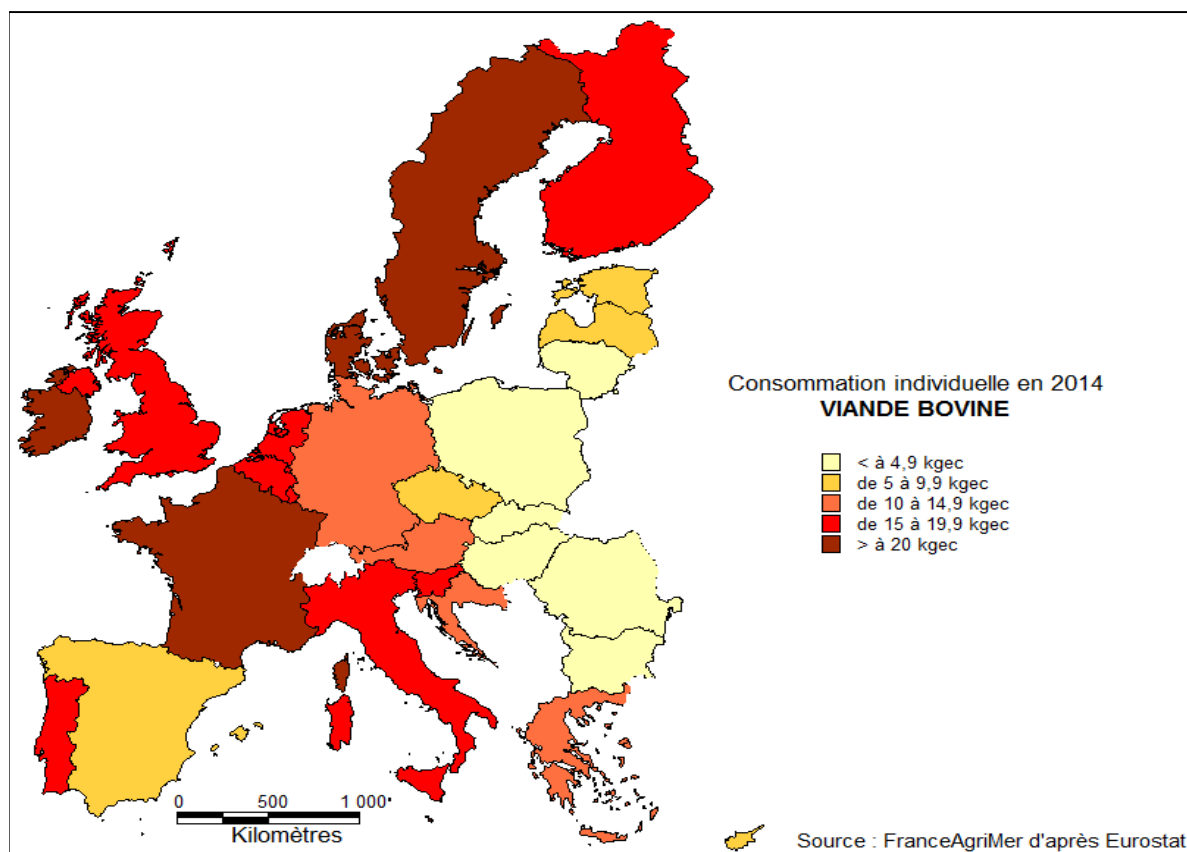 Consommation individuelle en 2014
VIANDE BOVINE
< à 4,9 kgec
de 5 à 9,9 kgec
de 10 à 14,9 kgec
de 15 à 19,9 kgec
> à 20 kgec
0 500 1 000
Kilomètres
Source : FranceAgriMer d'après Eurostat